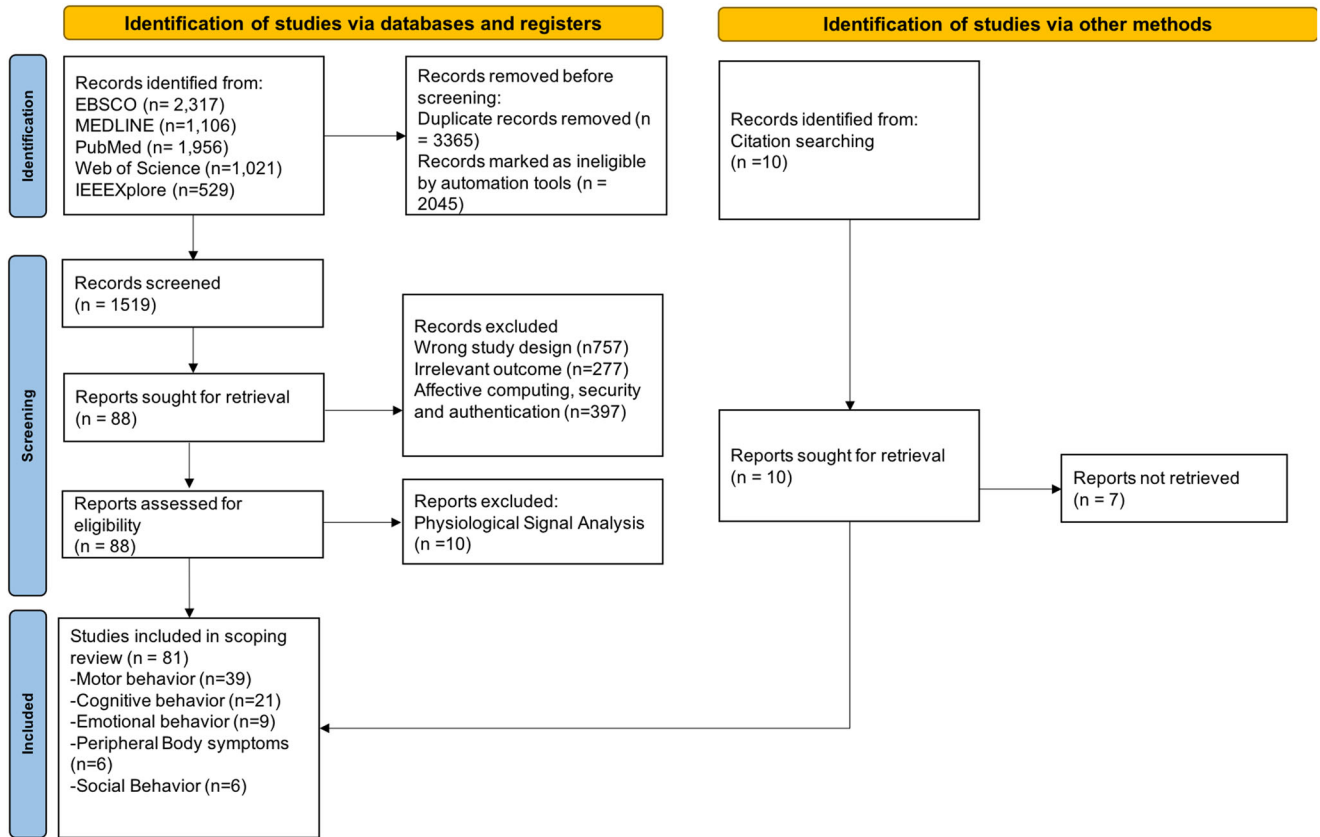 Identification of studies via databases and registers
Identification of studies via other methods
Identification
Records identified from:
EBSCO (n= 2,317)
MEDLINE (n=1,106)
PubMed (n= 1,956)
Web of Science (n=1,021)
IEEEXplore (n=529)
Records removed before
screening:
Duplicate records removed (n
= 3365)
Records marked as ineligible
by automation tools (n =
2045)
Records identified from:
Citation searching
(n =10)
Screening
Records screened
(n = 1519)
Records excluded
Wrong study design (n757)
Irrelevant outcome (n=277)
Affective computing, security
and authentication (n=397)
Reports sought for retrieval
(n = 88)
Reports sought for retrieval
(n = 10)
Reports not retrieved
(n = 7)
Reports assessed for
eligibility
(n = 88)
Reports excluded:
Physiological Signal Analysis
(n =10)
Included
Studies included in scoping
review (n = 81)
-Motor behavior (n=39)
-Cognitive behavior (n=21)
-Emotional behavior (n=9)
-Peripheral Body symptoms
(n=6)
-Social Behavior (n=6)